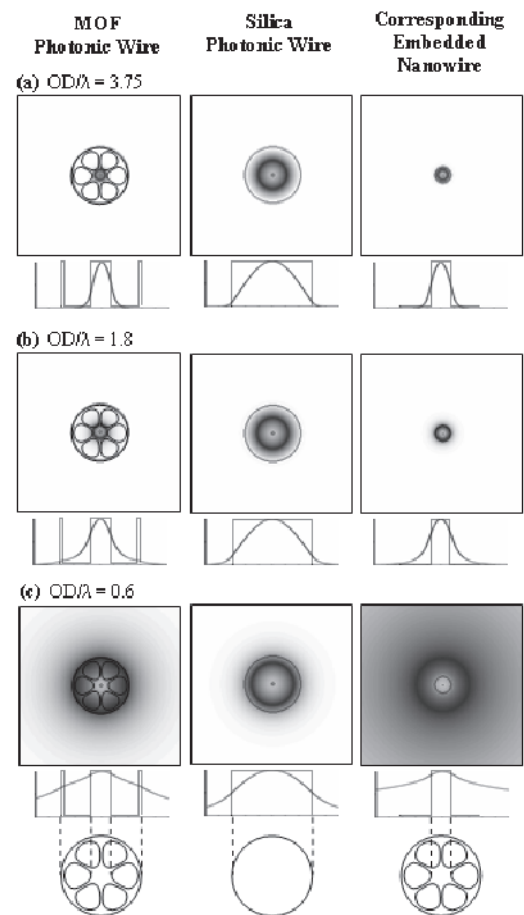 MOF
Photonic Wire
Silica
Photonic Wire
Corresponding
Embedded
Nanowire
(a) OD/λ = 3.75
(b) OD/λ = 1.8
(c) OD/λ = 0.6